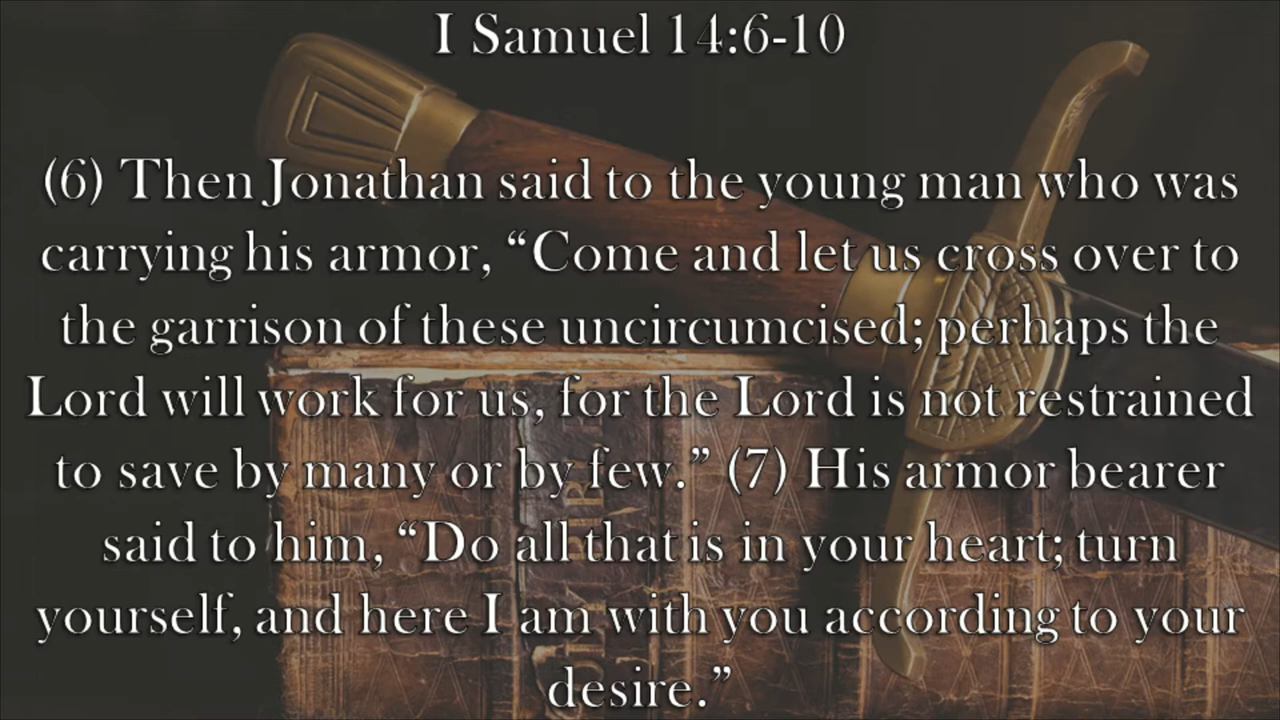 I Samuel 14:6-10
(6) Then Jonathan said to the young man who was
carrying his armor, “Come and let us cross over to
the garrison of these uncircumcised; perhaps the
Lord will work for us, for the Lord is not restrained
to save by many or by few.” (7) His armor bearer
said to him, “Do all that is in your heart; turn
yourself, and here I am with you according to your
desire.”